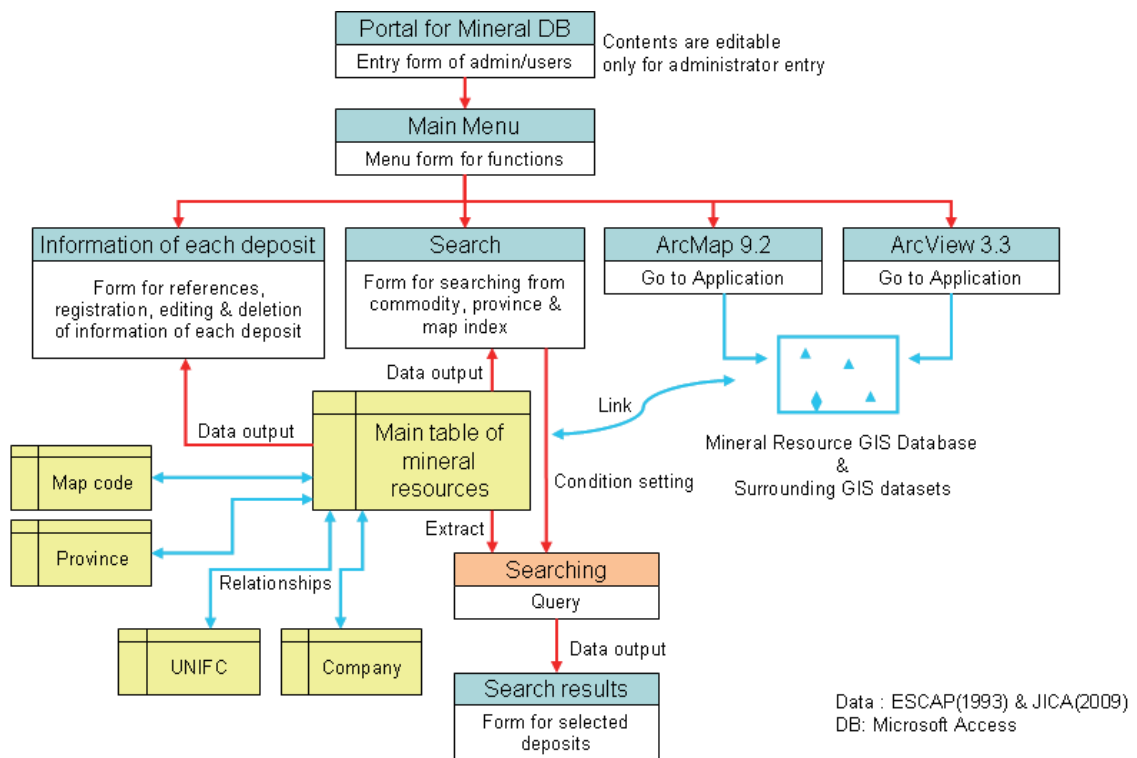 Portal for Mineral DB
Entry form of admin/users
Contents are editable
only for administrator entry
Main Menu
Menu form for functions
Information of each deposit
Form for references,
registration, editing & deletion
of information of each deposit
Search
Form for searching from
commodity, province &
map index
ArcMap 9.2
Go to Application
ArcView 3.3
Go to Application
Data output
Data output
Link
Main table of
mineral
resources
Mineral Resource GIS Database
&
Surrounding GIS datasets
Map code
Condition setting
Extract
Province
Relationships
Searching
Query
UNIFC
Company
Data output
Search results
Form for selected
deposits
Data : ESCAP(1993) & JICA(2009)
DB: Microsoft Access